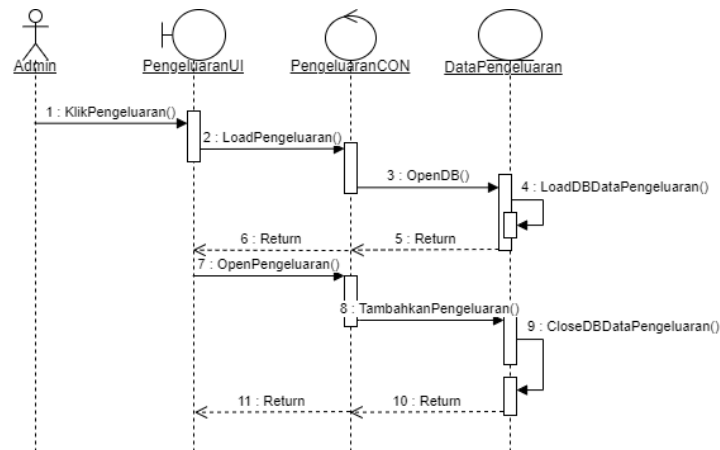 Admin
PengeluaranUI
PengeluaranCON
DataPengeluaran
1 : KlikPengeluaran()
2 : LoadPengeluaran()
3 : OpenDB()
4 : LoadDBDataPengeluaran()
6 : Return
5 : Return
7 : OpenPengeluaran()
8 : TambahkanPengeluaran()
9 : CloseDBDataPengeluaran()
11 : Return
10 : Return